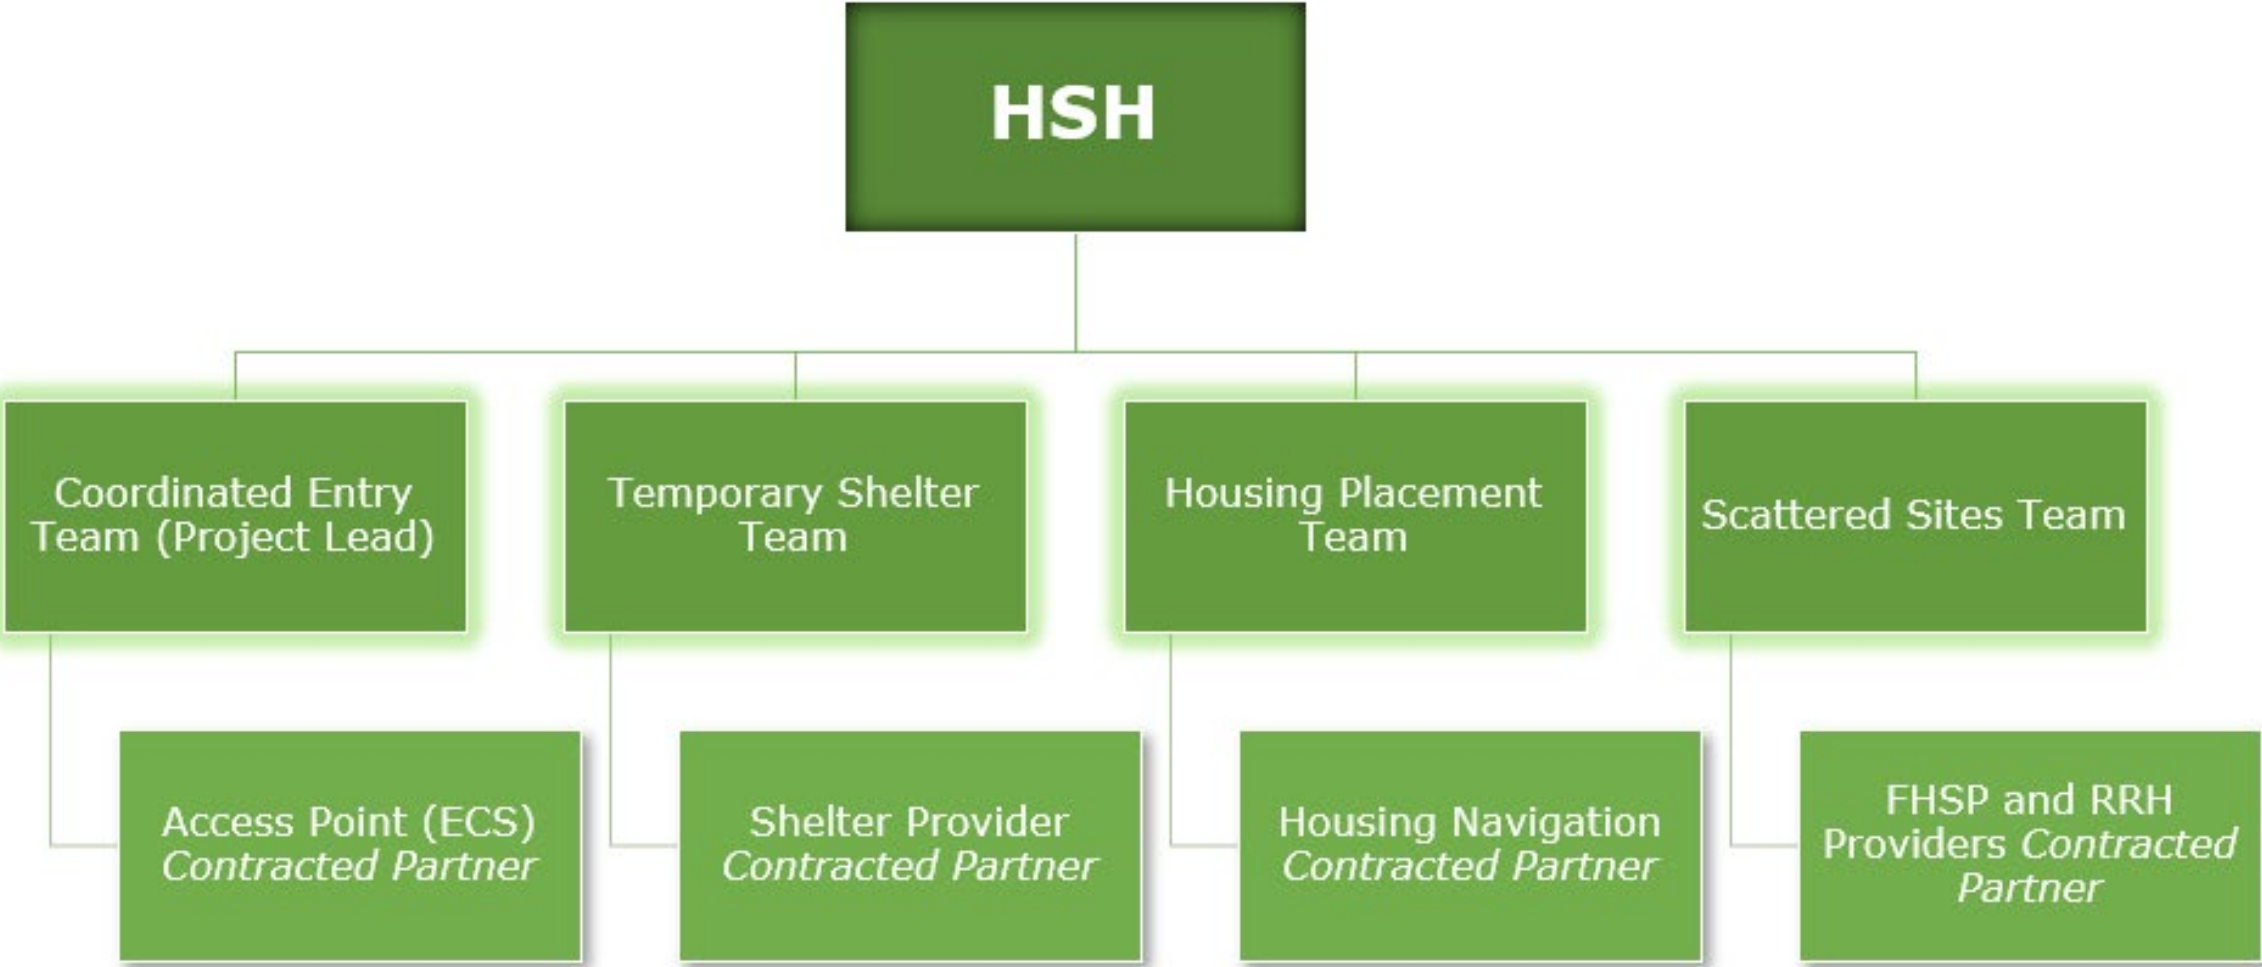 HSH
Coordinated Entry
Team (Project Lead)
Temporary Shelter
Team
Housing Placement
Team
Scattered Sites Team
Access Point (ECS)
Contracted Partner
Shelter Provider
Contracted Partner
Housing Navigation
Contracted Partner
FHSP and RRH
Providers Contracted
Partner